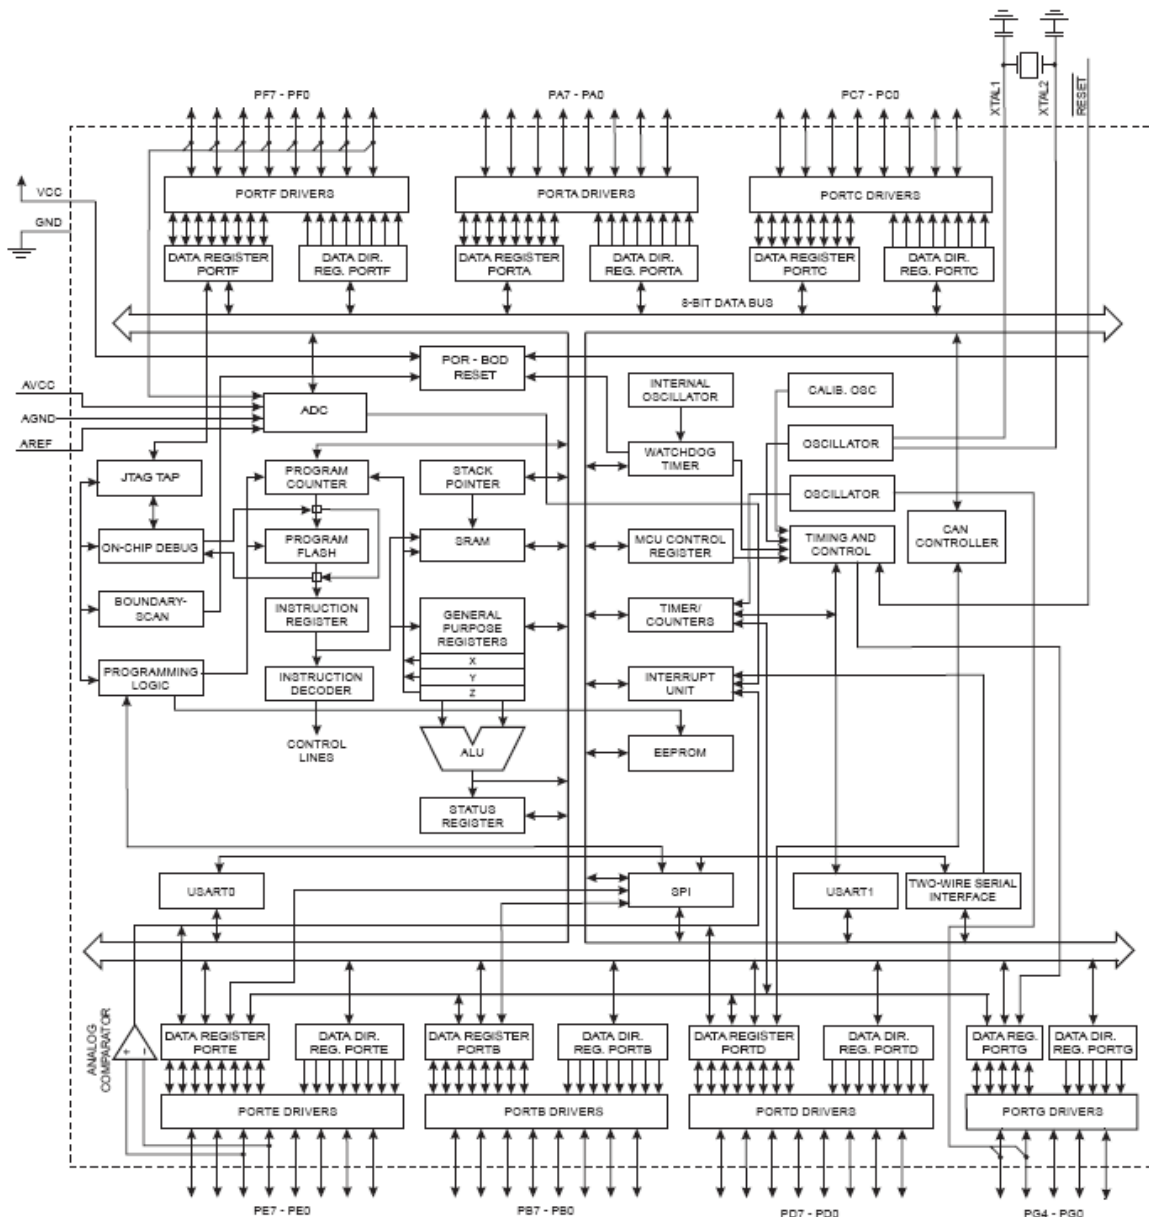 XTAL1
XTAL2
RESET
PF7 - PF0
PA7 - PA0
PC7 - PC0
VCC
GND
PORTF DRIVERS
PORTA DRIVERS
PORTC DRIVERS
DATA REGISTER
PORTF
DATA DIR.
REG. PORTF
DATA REGISTER
PORTA
DATA DIR.
REG. PORTA
DATA REGISTER
PORTC
DATA DIR.
REG. PORTC
8-BIT DATA BUS
POR - BOD
RESET
INTERNAL
OSCILLATOR
CALIB. OSC
AVCC
AGND
AREF
ADC
OSCILLATOR
WATCHDOG
TIMER
JTAG TAP
PROGRAM
COUNTER
STACK
POINTER
OSCILLATOR
ON-CHIP DEBUG
PROGRAM
FLASH
SRAM
MCU CONTROL
REGISTER
TIMING AND
CONTROL
CAN
CONTROLLER
BOUNDARY-
SCAN
INSTRUCTION
REGISTER
GENERAL
PURPOSE
REGISTERS
X
Y
Z
TIMER/
COUNTERS
PROGRAMMING
LOGIC
INSTRUCTION
DECODER
INTERRUPT
UNIT
CONTROL
LINES
ALU
EEPROM
STATUS
REGISTER
USART0
SPI
USART1
TWO-WIRE SERIAL
INTERFACE
ANALOG
COMPARATOR
+
−
DATA REGISTER
PORTE
DATA DIR.
REG. PORTE
DATA REGISTER
PORTB
DATA DIR.
REG. PORTB
DATA REGISTER
PORTD
DATA DIR.
REG. PORTD
DATA REG.
PORTG
DATA DIR.
REG. PORTG
PORTE DRIVERS
PORTB DRIVERS
PORTD DRIVERS
PORTG DRIVERS
PE7 - PE0
PB7 - PB0
PD7 - PD0
PG4 - PG0